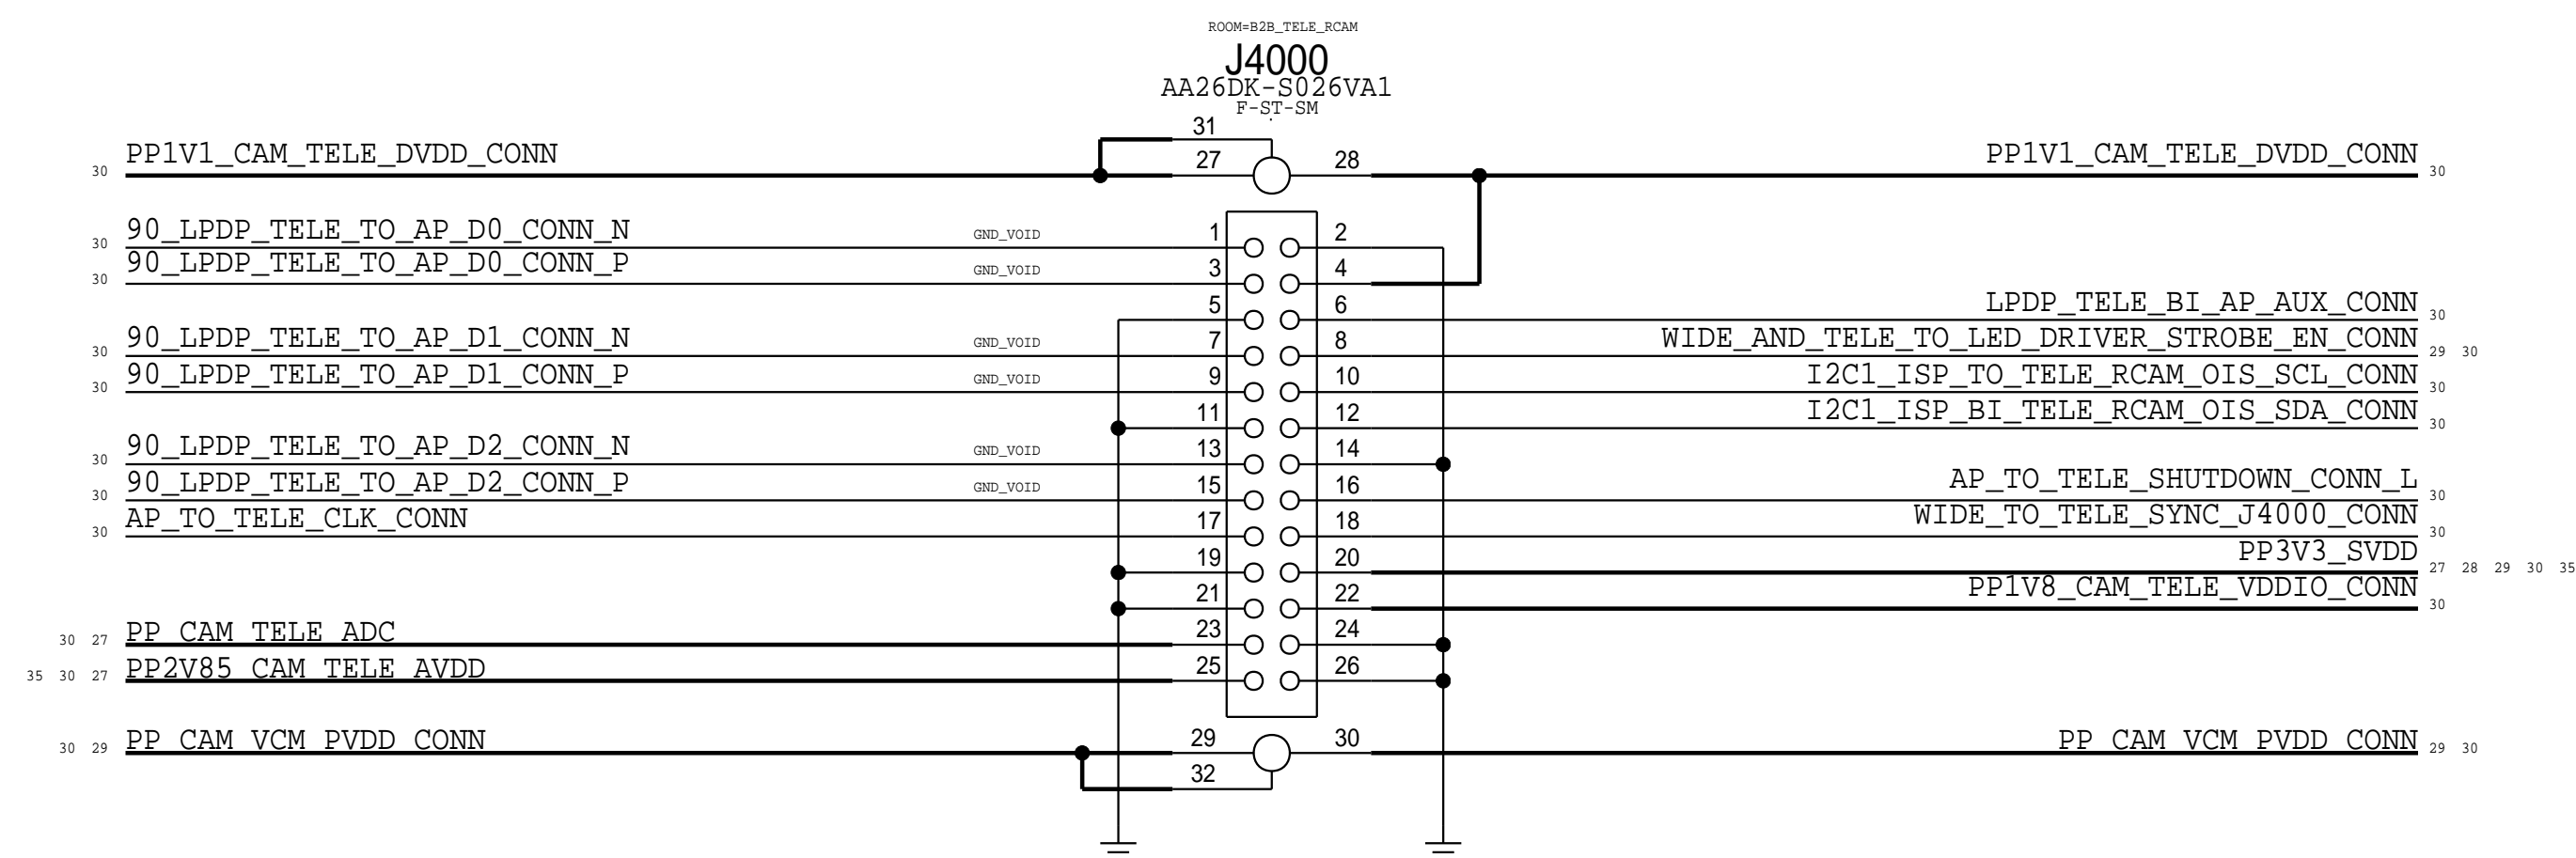 ROOM=B2B_TELE_RCAM
J4000
AA26DK-S026VA1
F-ST-SM
31
30 PP1V1_CAM_TELE_DVDD_CONN 27 28 PP1V1_CAM_TELE_DVDD_CONN 30
30 90_LPDP_TELE_TO_AP_D0_CONN_N GND_VOID 1 2
30 90_LPDP_TELE_TO_AP_D0_CONN_P GND_VOID 3 4
5 6 LPDP_TELE_BI_AP_AUX_CONN 30
30 90_LPDP_TELE_TO_AP_D1_CONN_N GND_VOID 7 8 WIDE_AND_TELE_TO_LED_DRIVER_STROBE_EN_CONN 29 30
30 90_LPDP_TELE_TO_AP_D1_CONN_P GND_VOID 9 10 I2C1_ISP_TO_TELE_RCAM_OIS_SCL_CONN 30
11 12 I2C1_ISP_BI_TELE_RCAM_OIS_SDA_CONN 30
30 90_LPDP_TELE_TO_AP_D2_CONN_N GND_VOID 13 14
30 90_LPDP_TELE_TO_AP_D2_CONN_P GND_VOID 15 16 AP_TO_TELE_SHUTDOWN_CONN_L 30
30 AP_TO_TELE_CLK_CONN 17 18 WIDE_TO_TELE_SYNC_J4000_CONN 30
19 20 PP3V3_SVDD 27 28 29 30 35
21 22 PP1V8_CAM_TELE_VDDIO_CONN 30
30 27 PP_CAM_TELE_ADC 23 24
35 30 27 PP2V85_CAM_TELE_AVDD 25 26
30 29 PP_CAM_VCM_PVDD_CONN 29 30 PP_CAM_VCM_PVDD_CONN 29 30
32